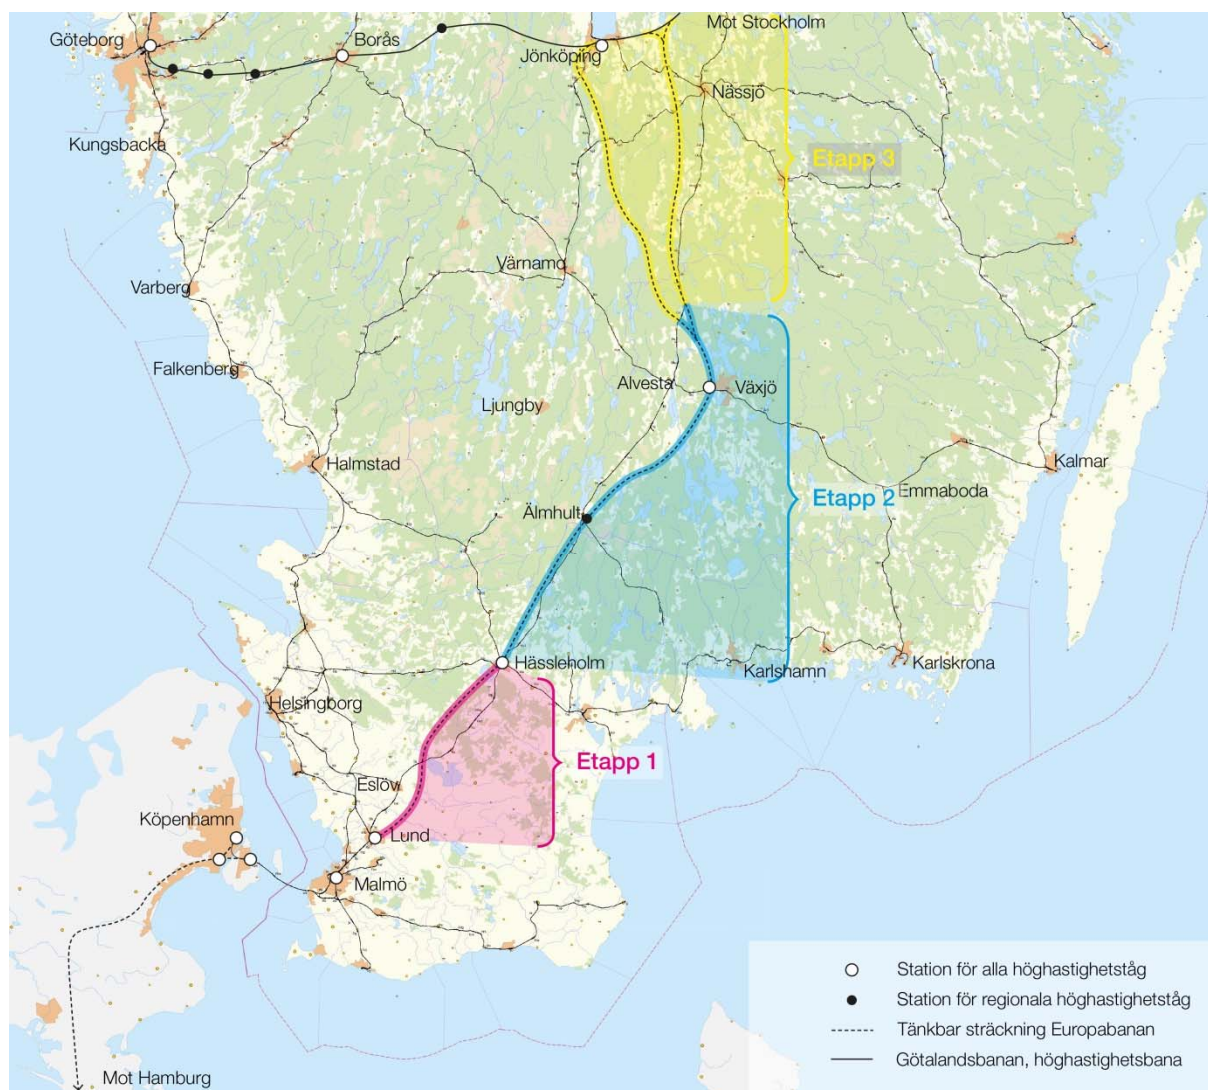 Mot Stockholm
Göteborg
Borås
Jönköping
Nässjö
Kungsbacka
Etapp 3
Värnamo
Varberg
Falkenberg
Alvesta
Växjö
Ljungby
Halmstad
Kalmar
Emmaboda
Etapp 2
Älmhult
Hässleholm
Karlshamn
Karlskrona
Helsingborg
Etapp 1
Eslöv
Köpenhamn
Lund
Malmö
Station för alla höghastighetståg
Station för regionala höghastighetståg
Tänkbar sträckning Europabanan
Götalandsbanan, höghastighetsbana
Mot Hamburg